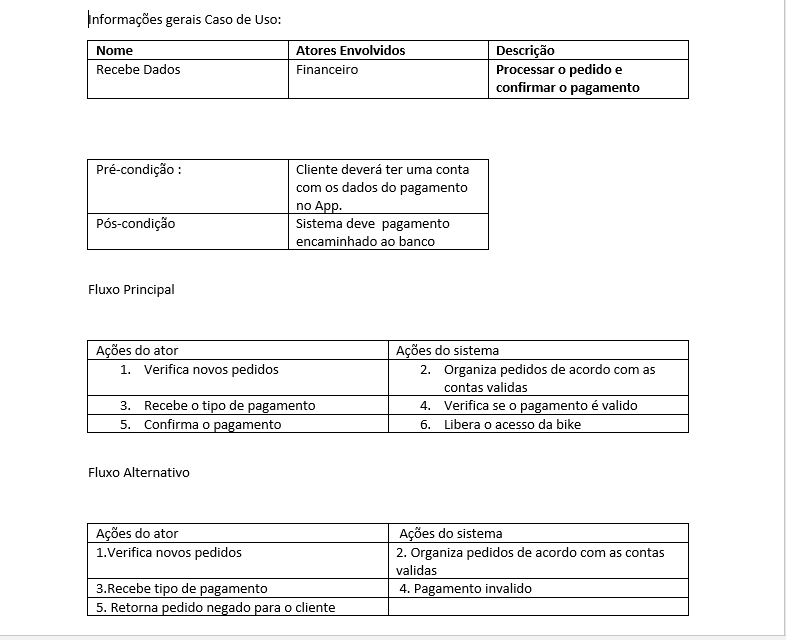 Informações gerais Caso de Uso:
Nome Atores Envolvidos Descrição
Recebe Dados Financeiro Processar o pedido e
confirmar o pagamento
Pré-condição : Cliente deverá ter uma conta
com os dados do pagamento
no App.
Pós-condição Sistema deve pagamento
encaminhado ao banco
Fluxo Principal
Ações do ator Ações do sistema
1. Verifica novos pedidos 2. Organiza pedidos de acordo com as
contas validas
3. Recebe o tipo de pagamento 4. Verifica se o pagamento é valido
5. Confirma o pagamento 6. Libera o acesso da bike
Fluxo Alternativo
Ações do ator Ações do sistema
1.Verifica novos pedidos 2. Organiza pedidos de acordo com as contas
validas
3.Recebe tipo de pagamento 4. Pagamento invalido
5. Retorna pedido negado para o cliente